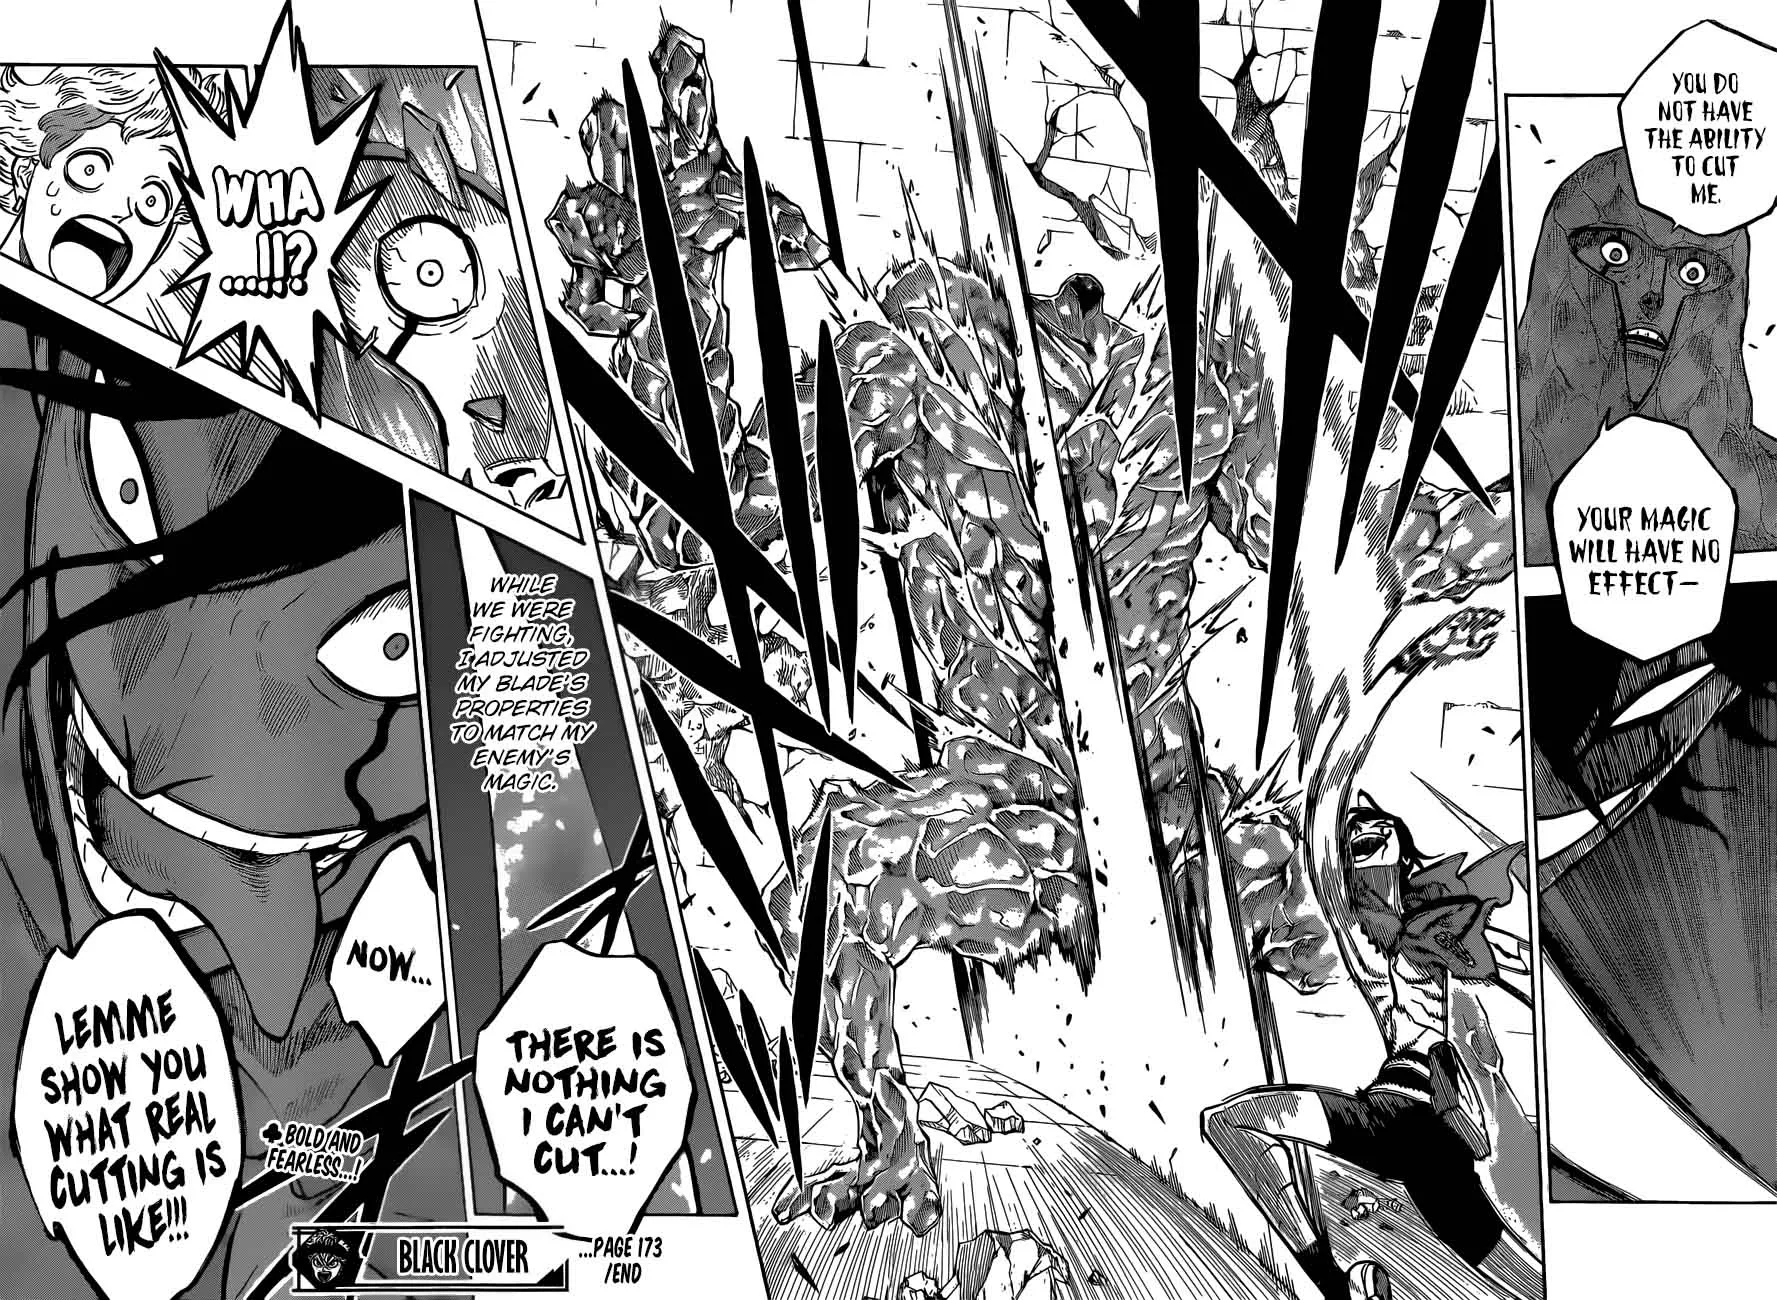 YOU DO
NOT HAVE
THE ABILITY
TO CUT
ME.
YOUR MAGIC
WILL HAVE NO
EFFECT—
WHA
...!!?
WHILE
WE WERE
FIGHTING,
I ADJUSTED
MY BLADE'S
PROPERTIES
TO MATCH MY
ENEMY'S
MAGIC.
THERE IS
NOTHING
I CAN'T
CUT...!
NOW...
LEMME
SHOW YOU
WHAT REAL
CUTTING IS
LIKE!!!
♣ BOLD AND
FEARLESS...!
BLACK CLOVER
...PAGE 173
/END